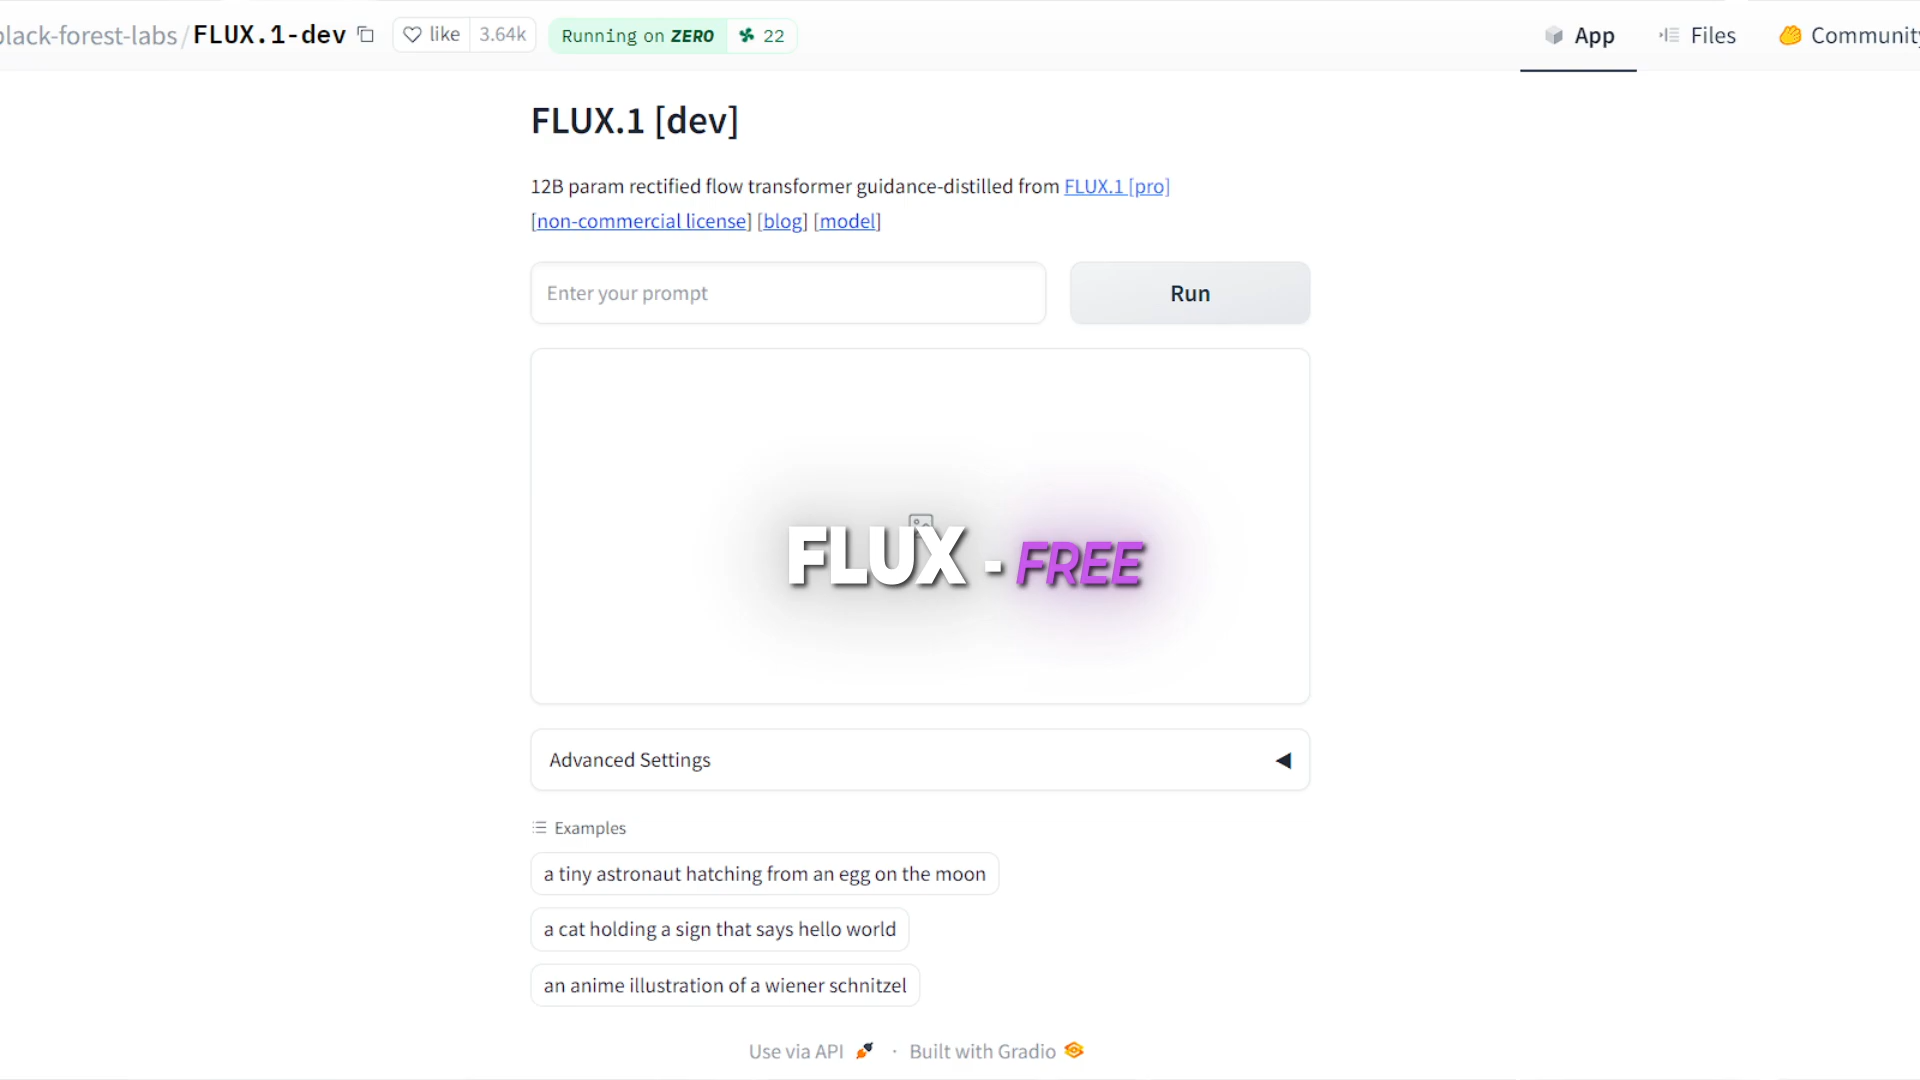 lack-forest-labs/FLUX.1-dev like 3.64k Running on ZERO 22 App Files Community
FLUX.1 [dev]
12B param rectified flow transformer guidance-distilled from FLUX.1 [pro]
[non-commercial license] [blog] [model]
Enter your prompt Run
FLUX - FREE
Advanced Settings
Examples
a tiny astronaut hatching from an egg on the moon
a cat holding a sign that says hello world
an anime illustration of a wiener schnitzel
Use via API · Built with Gradio